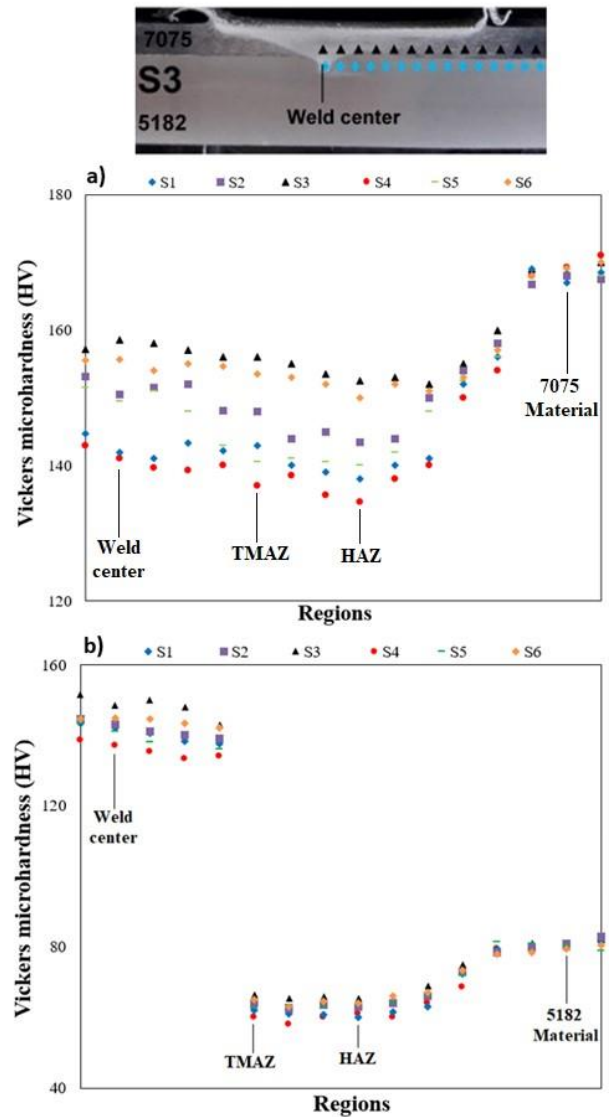 7075
S3
Weld center
5182
a)
S1 S2 S3 S4 S5 S6
180
160
140
120
Vickers microhardness (HV)
Weld
center
TMAZ
HAZ
7075
Material
Regions
b)
S1 S2 S3 S4 S5 S6
160
120
80
40
Vickers microhardness (HV)
Weld
center
TMAZ
HAZ
5182
Material
Regions